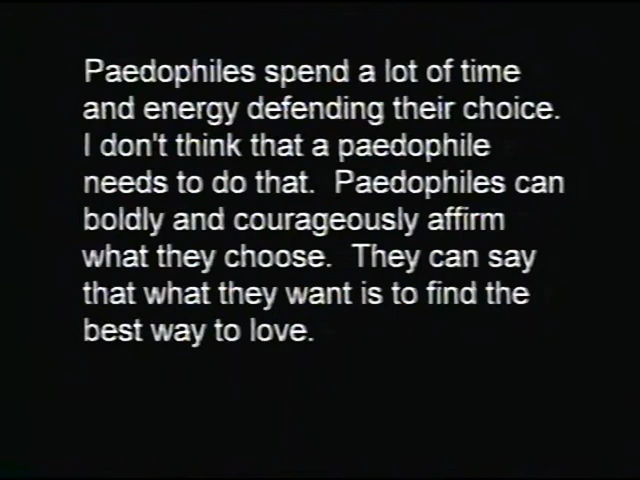 Paedophiles spend a lot of time
and energy defending their choice.
I don't think that a paedophile
needs to do that.  Paedophiles can
boldly and courageously affirm
what they choose.  They can say
that what they want is to find the
best way to love.